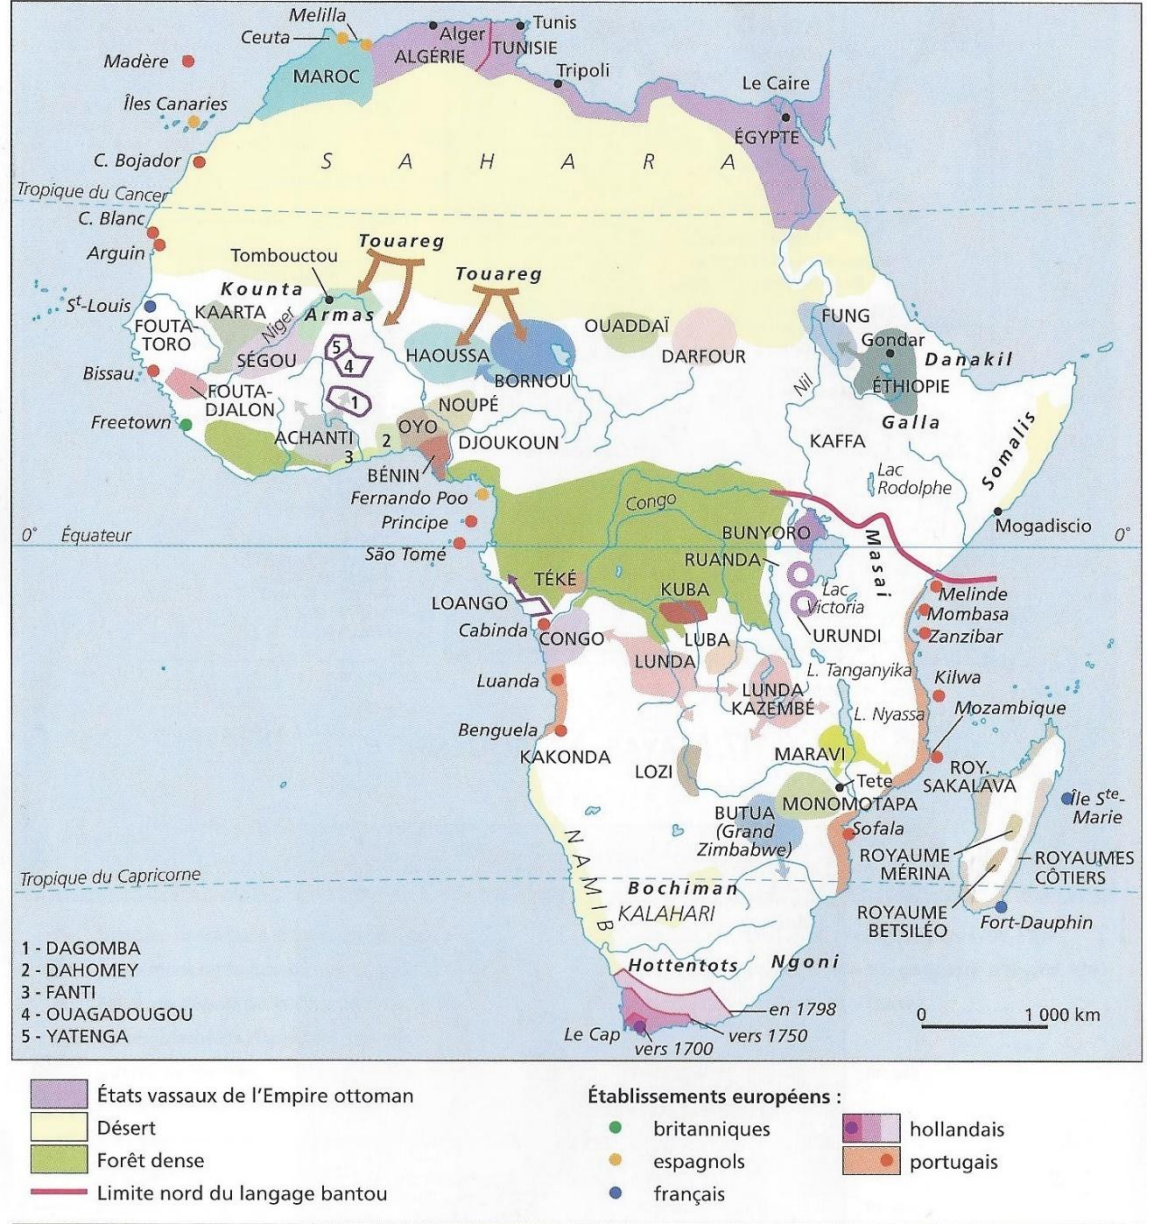 Melilla
Ceuta
Tunis
Alger
TUNISIE
ALGÉRIE
Madère
MAROC
Tripoli
Le Caire
Îles Canaries
ÉGYPTE
C. Bojador
S A H A R A
Tropique du Cancer
C. Blanc
Arguin
Touareg
Tombouctou
Touareg
Kounta
St-Louis
KAARTA
Armas
Niger
FOUTA-
TORO
OUADDAÏ
FUNG
Gondar
SÉGOU
5
4
HAOUSSA
DARFOUR
Danakil
Bissau
BORNOU
Nil
ÉTHIOPIE
FOUTA-
DJALON
1
NOUPÉ
Galla
Freetown
ACHANTI
2
OYO
DJOUKOUN
KAFFA
3
BÉNIN
Somalis
Lac
Rodolphe
Fernando Poo
Congo
Principe
Mogadiscio
0° Équateur
BUNYORO
0°
São Tomé
RUANDA
Masai
TÉKÉ
KUBA
Lac
Victoria
Melinde
LOANGO
Mombasa
Cabinda
CONGO
LUBA
URUNDI
Zanzibar
LUNDA
L. Tanganyika
Luanda
LUNDA
KAZEMBÉ
Kilwa
L. Nyassa
Mozambique
Benguela
KAKONDA
MARAVI
LOZI
ROY.
SAKALAVA
Tete
MONOMOTAPA
Île Ste-
Marie
BUTUA
(Grand
Zimbabwe)
Sofala
NAMIB
ROYAUME
MÉRINA
ROYAUMES
CÔTIERS
Tropique du Capricorne
Bochiman
KALAHARI
ROYAUME
BETSILÉO
Fort-Dauphin
Hottentots
Ngoni
1 - DAGOMBA
2 - DAHOMEY
3 - FANTI
4 - OUAGADOUGOU
5 - YATENGA
en 1798
0 1 000 km
Le Cap
vers 1750
vers 1700
États vassaux de l'Empire ottoman
Désert
Forêt dense
Limite nord du langage bantou
Établissements européens :
britanniques
espagnols
français
hollandais
portugais